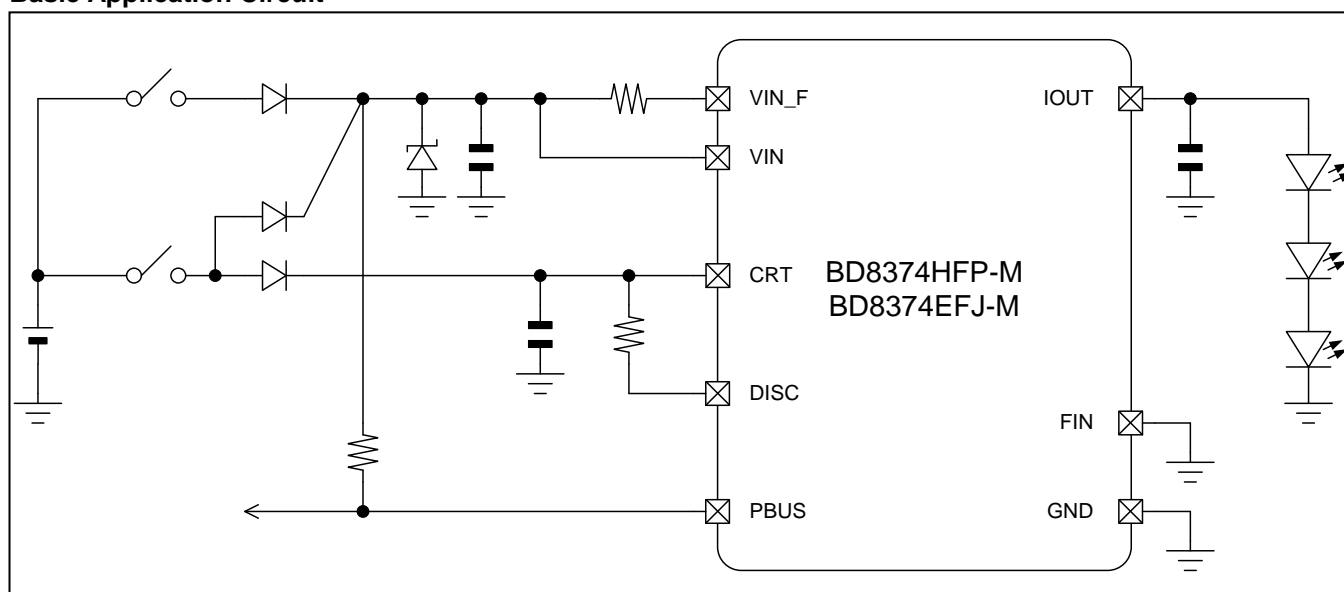 Basic Application Circuit
VIN_F
IOUT
VIN
CRT
BD8374HFP-M
BD8374EFJ-M
DISC
FIN
PBUS
GND